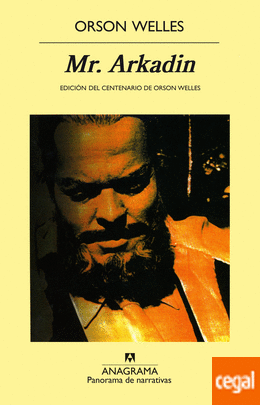 ORSON WELLES
Mr. Arkadin
EDICIÓN DEL CENTENARIO DE ORSON WELLES
ANAGRAMA
Panorama de narrativas
cegal